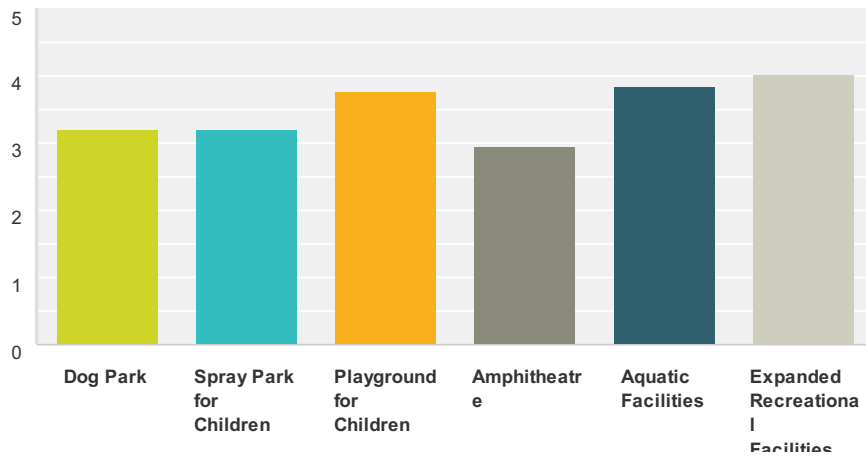 5
4
3
2
1
0
Dog Park
Spray Park
for
Children
Playground
for
Children
Amphitheatr
e
Aquatic
Facilities
Expanded
Recreationa
l
Facilities